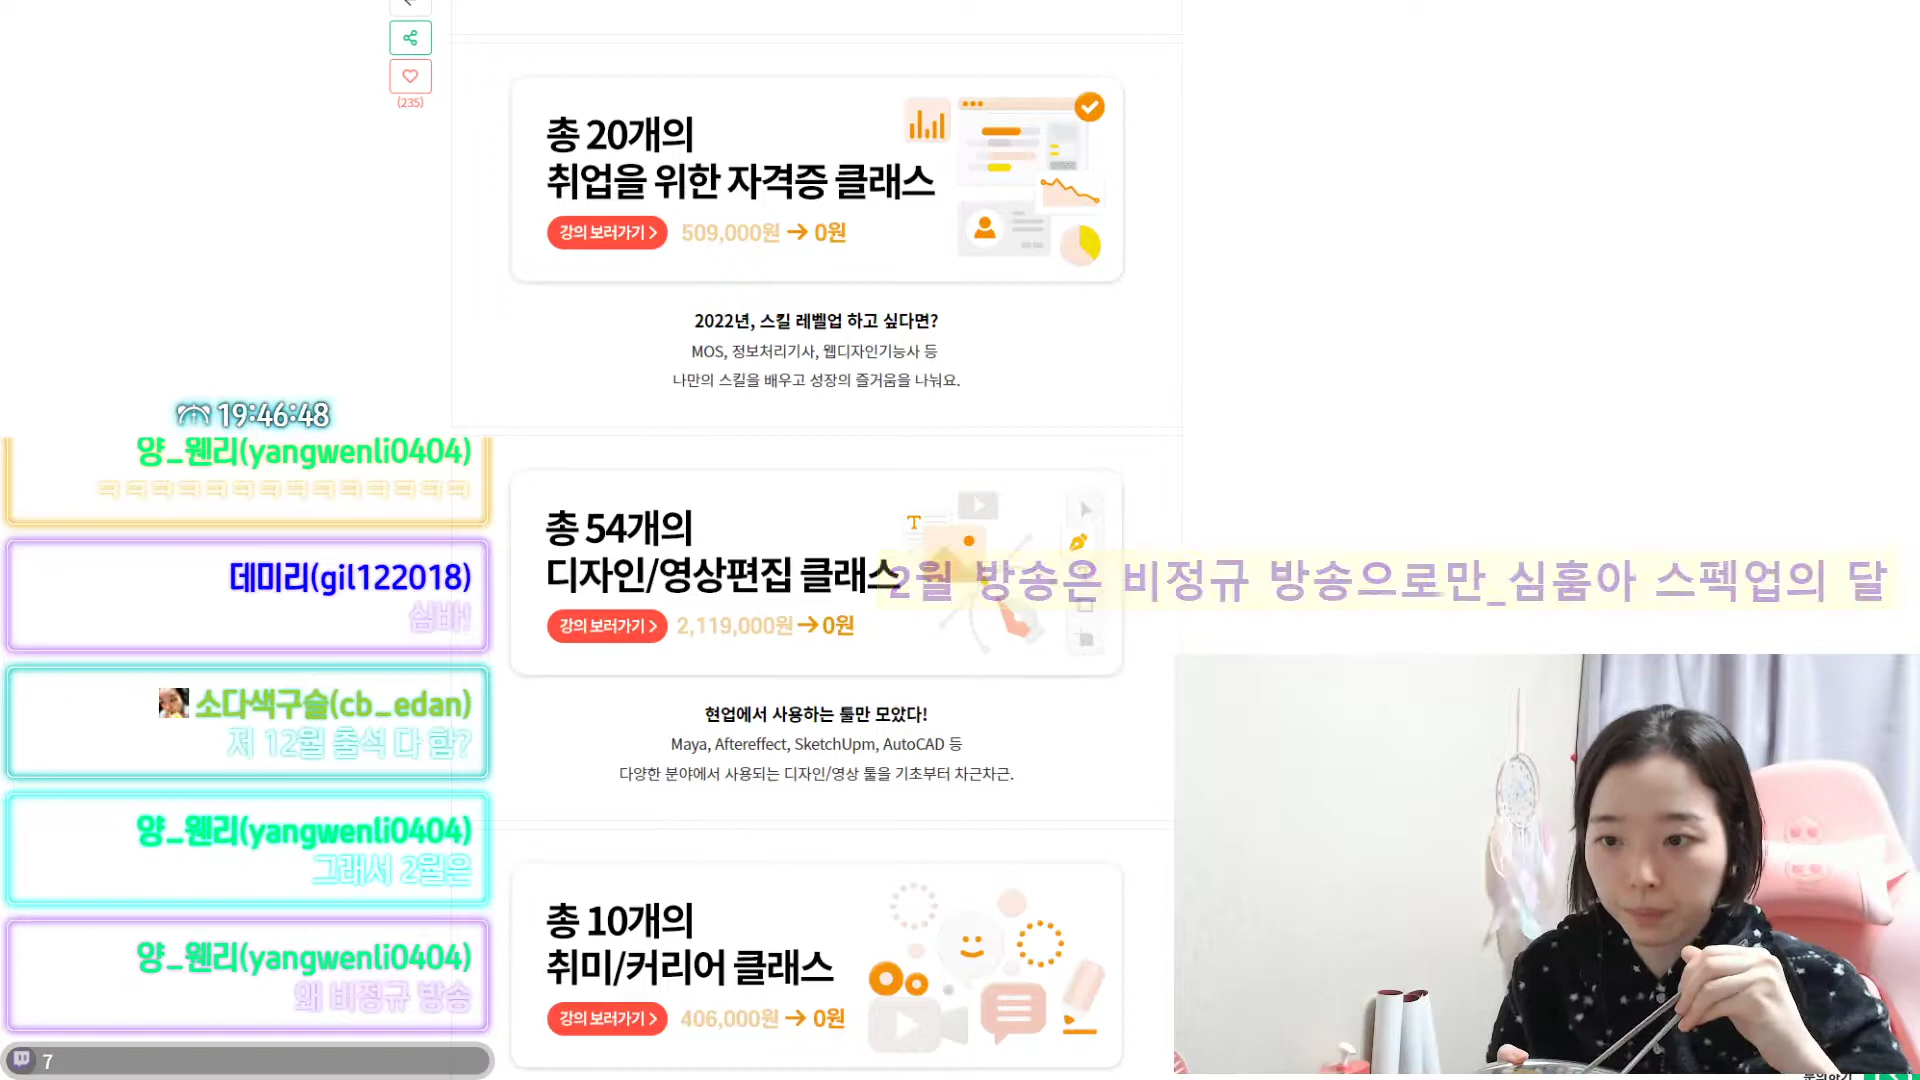 (235)
총 20개의
취업을 위한 자격증 클래스
강의 보러가기 >
509,000원 → 0원
2022년, 스킬 레벨업 하고 싶다면?
MOS, 정보처리기사, 웹디자인기능사 등
나만의 스킬을 배우고 성장의 즐거움을 나눠요.
19:46:48
양_웬리(yangwenli0404)
ㅋㅋㅋㅋㅋㅋㅋㅋㅋㅋㅋㅋㅋㅋ
데미리(gil122018)
심바!
소다색구슬(cb_edan)
저 12월 출석 다 함?
양_웬리(yangwenli0404)
그래서 2월은
양_웬리(yangwenli0404)
왜 비정규 방송
7
총 54개의
디자인/영상편집 클래스
강의 보러가기 >
2,119,000원 → 0원
2월 방송은 비정규 방송으로만_심훔아 스펙업의 달
현업에서 사용하는 툴만 모았다!
Maya, Aftereffect, SketchUpm, AutoCAD 등
다양한 분야에서 사용되는 디자인/영상 툴을 기초부터 차근차근.
총 10개의
취미/커리어 클래스
강의 보러가기 >
406,000원 → 0원